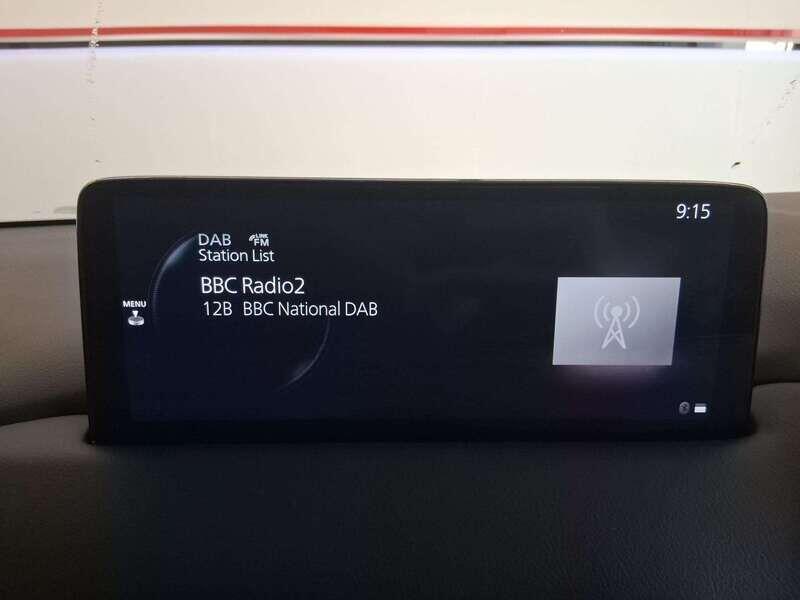 9:15
DAB LINK FM
Station List
BBC Radio2
MENU
12B BBC National DAB